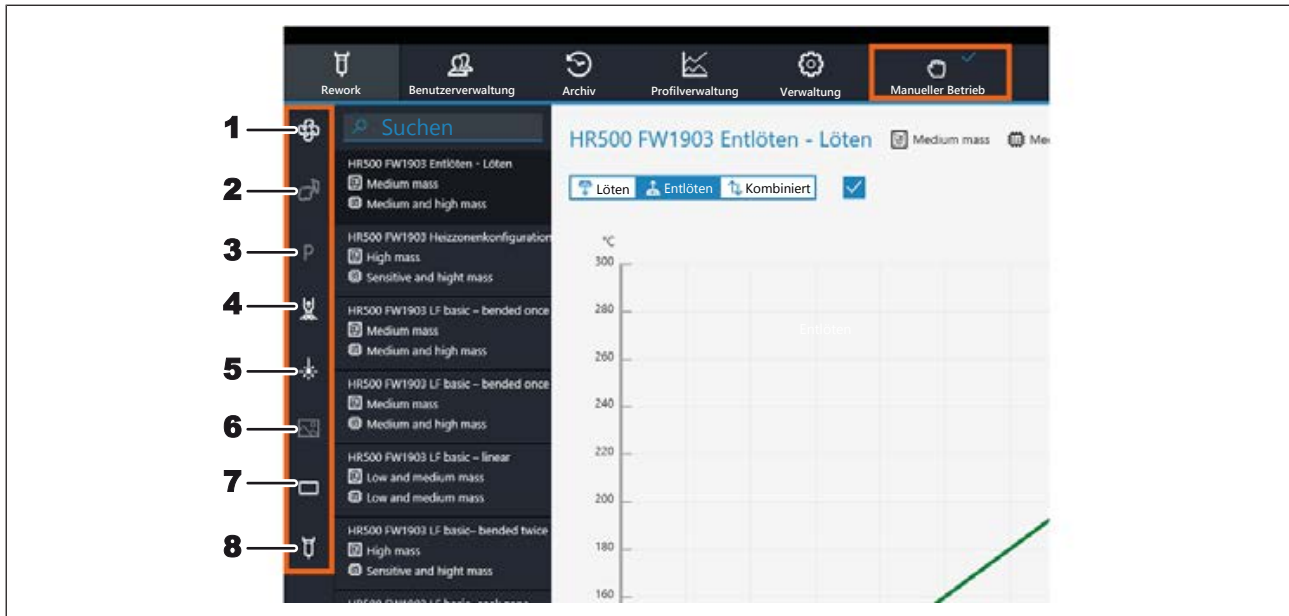 Rework Benutzerverwaltung Archiv Profilverwaltung Verwaltung Manueller Betrieb
1
2
3
4
5
6
7
8
P
Suchen
HR500 FW1903 Entlöten - Löten
Medium mass
Medium and high mass
HR500 FW1903 Heizzonenkonfiguration
High mass
Sensitive and hight mass
HR500 FW1903 LF basic – bended once
Medium mass
Medium and high mass
HR500 FW1903 LF basic – bended once
Medium mass
Medium and high mass
HR500 FW1903 LF basic – linear
Low and medium mass
Low and medium mass
HR500 FW1903 LF basic– bended twice
High mass
Sensitive and hight mass
HR500 FW1903 Entlöten - Löten Medium mass Me
Löten Entlöten Kombiniert
°C
300
280
Entlöten
260
240
220
200
180
160